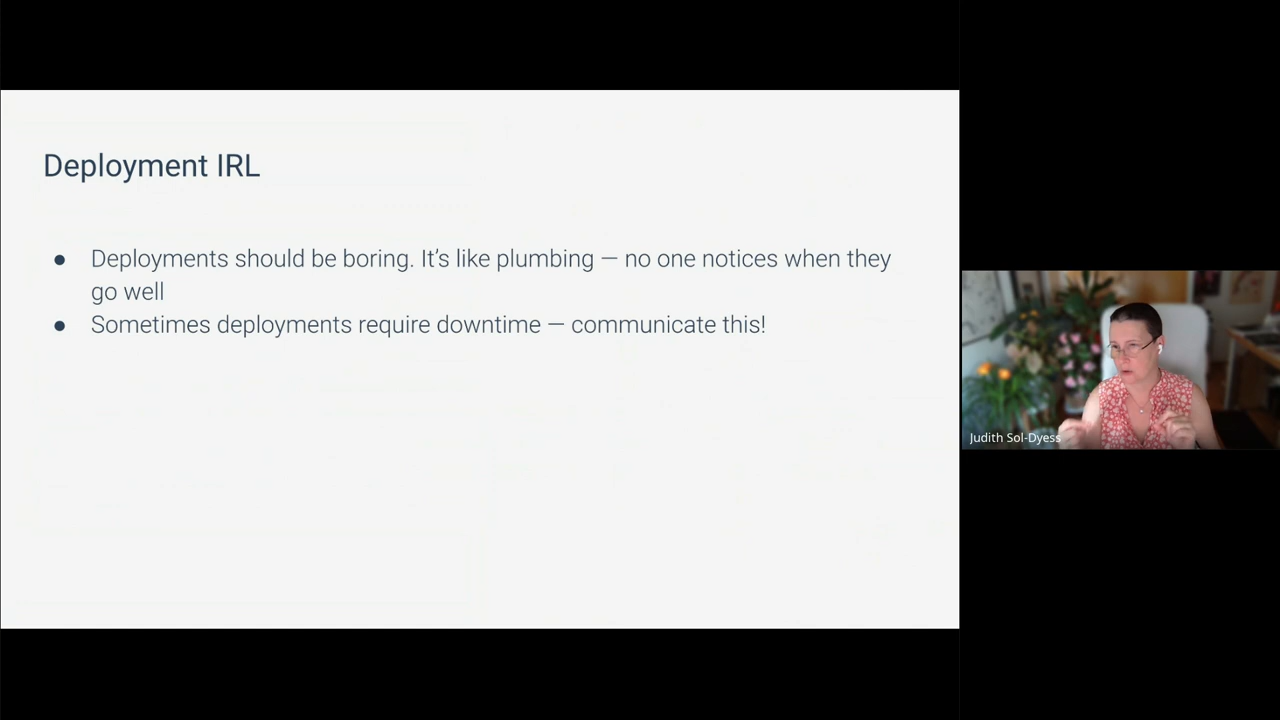 Deployment IRL
● Deployments should be boring. It’s like plumbing — no one notices when they
go well
● Sometimes deployments require downtime — communicate this!
Judith Sol-Dyess